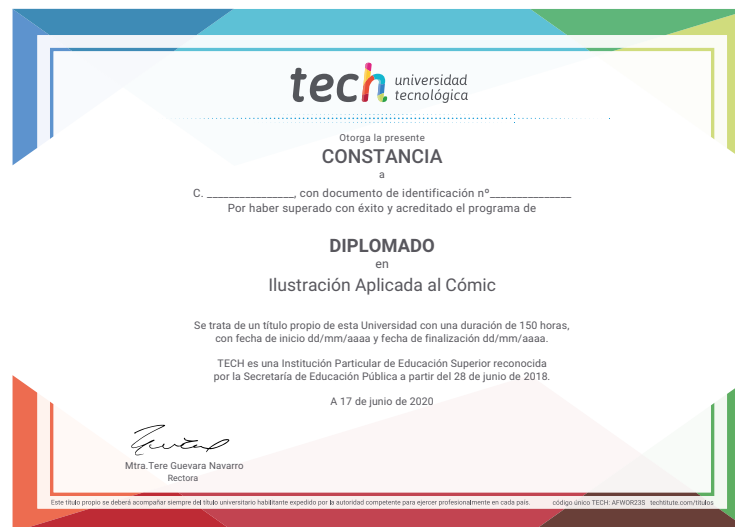 tech universidad
tecnológica
Otorga la presente
CONSTANCIA
a
C. ________________, con documento de identificación nº_______________
Por haber superado con éxito y acreditado el programa de
DIPLOMADO
en
Ilustración Aplicada al Cómic
Se trata de un título propio de esta Universidad con una duración de 150 horas,
con fecha de inicio dd/mm/aaaa y fecha de finalización dd/mm/aaaa.
TECH es una Institución Particular de Educación Superior reconocida
por la Secretaría de Educación Pública a partir del 28 de junio de 2018.
A 17 de junio de 2020
Mtra.Tere Guevara Navarro
Rectora
Este título propio se deberá acompañar siempre del título universitario habilitante expedido por la autoridad competente para ejercer profesionalmente en cada país. código único TECH: AFWOR23S techtitute.com/títulos